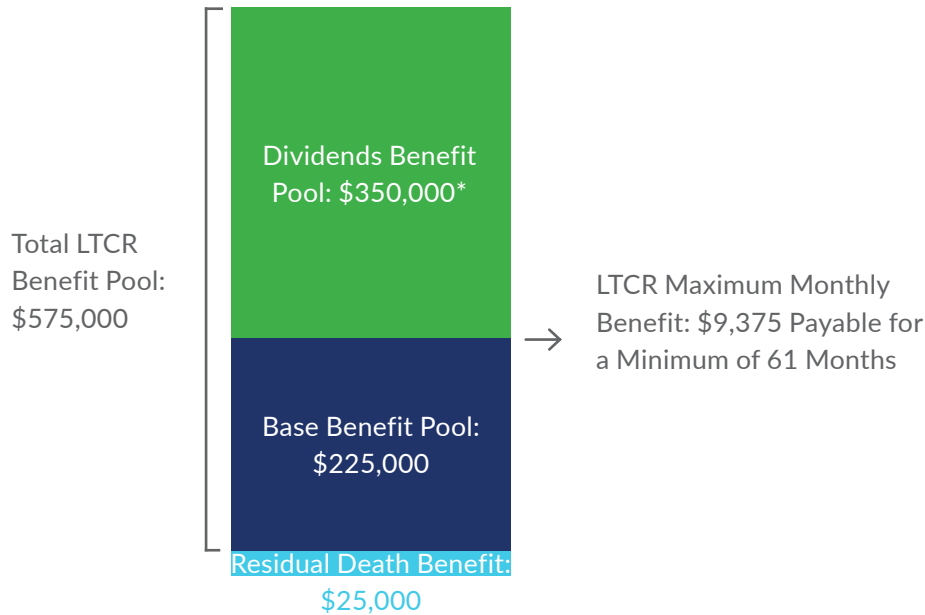 Dividends Benefit
Pool: $350,000*
Total LTCR
Benefit Pool:
$575,000
LTCR Maximum Monthly
Benefit: $9,375 Payable for
a Minimum of 61 Months
Base Benefit Pool:
$225,000
Residual Death Benefit:
$25,000